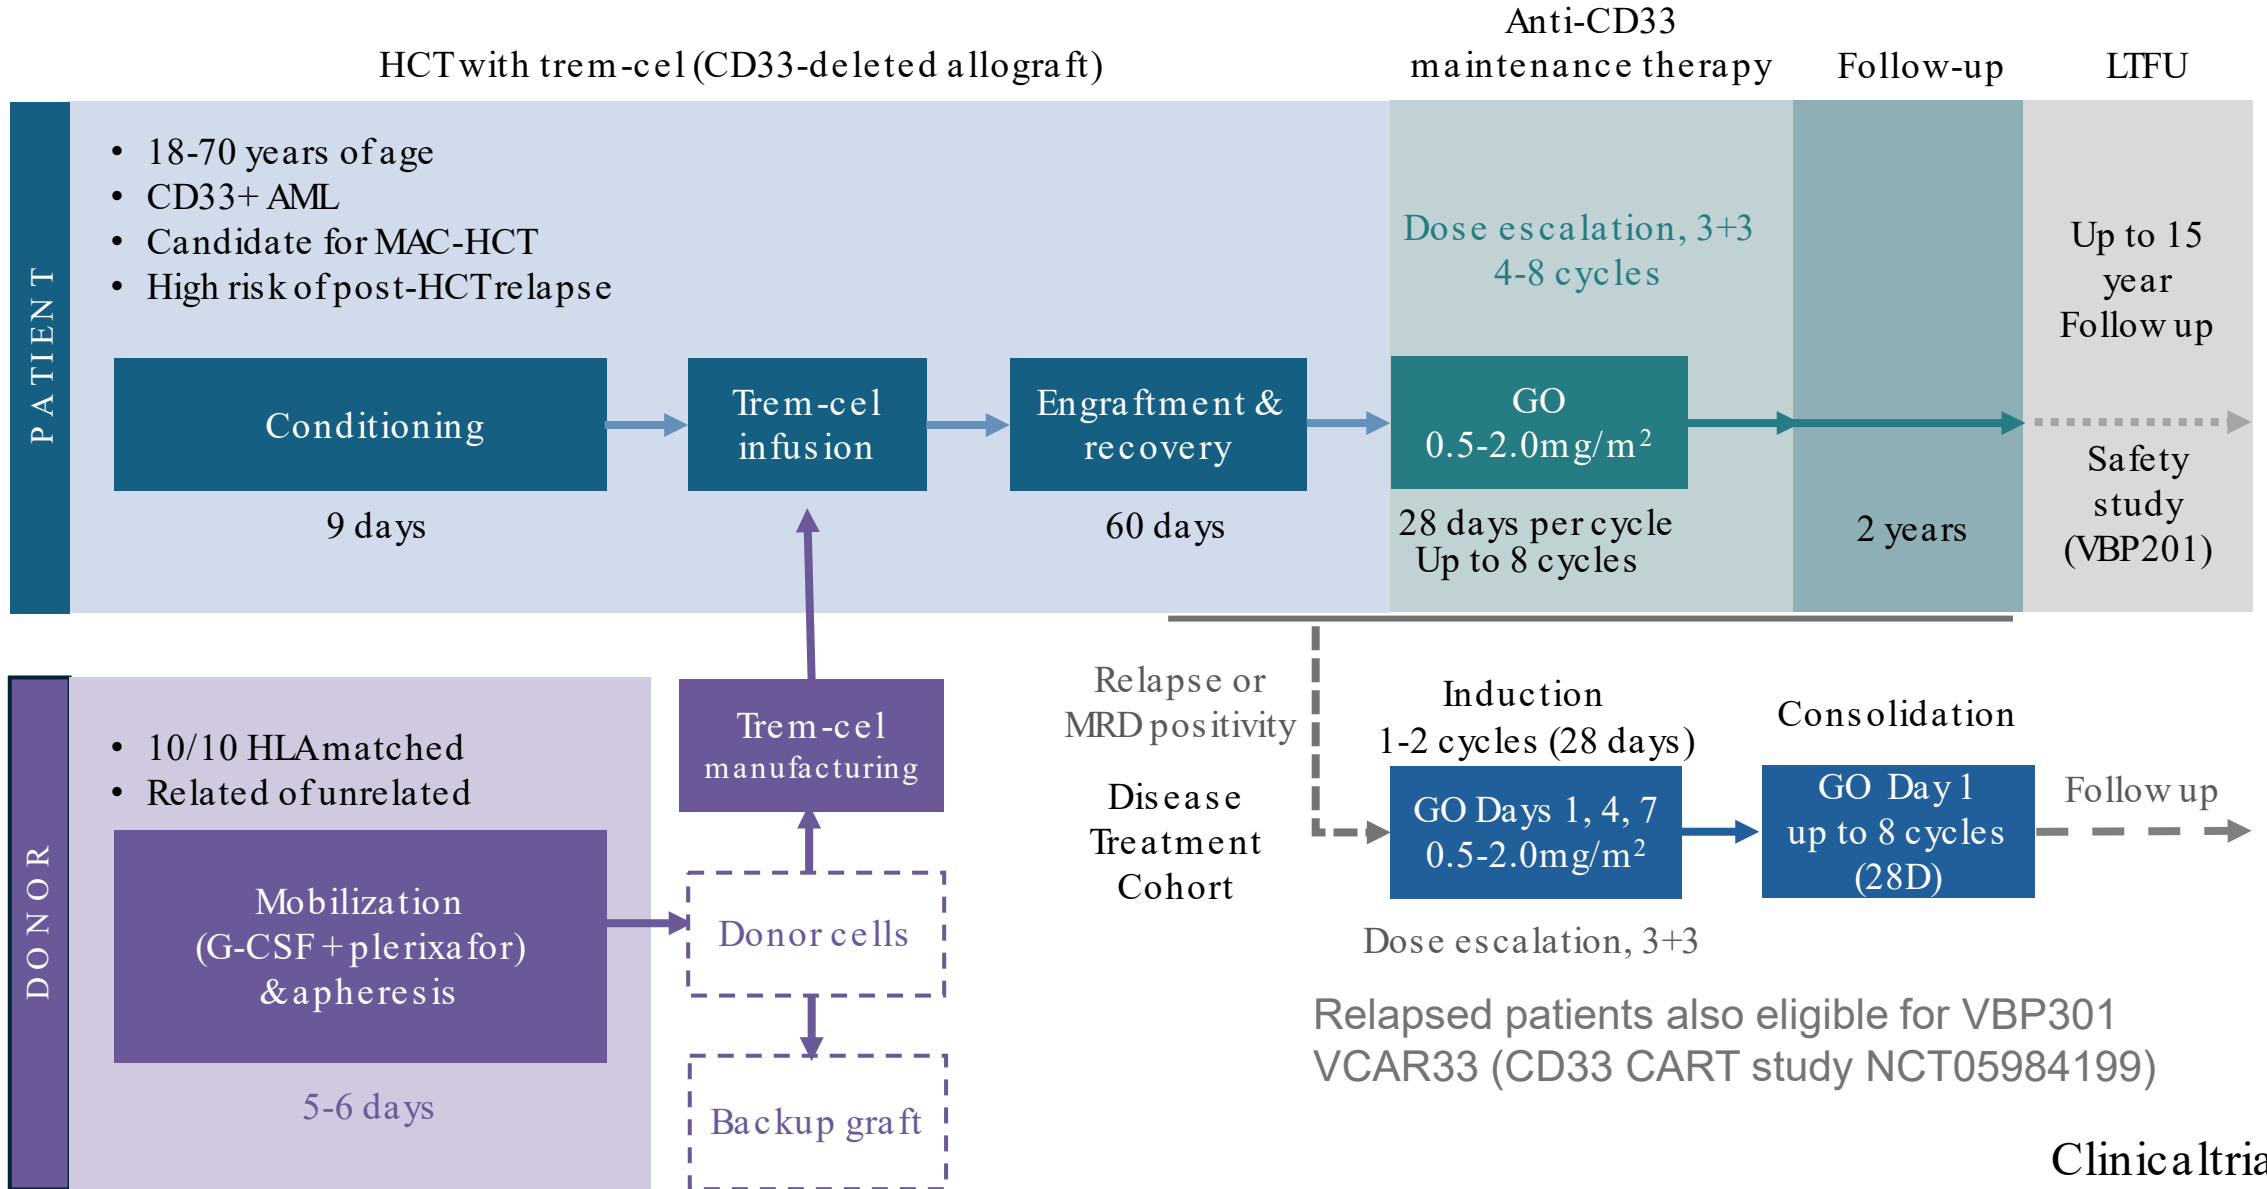 HCT with trem-cel (CD33-deleted allograft)
Anti-CD33
maintenance therapy
Follow-up
LTFU
PATIENT
• 18-70 years of age
• CD33+ AML
• Candidate for MAC-HCT
• High risk of post-HCT relapse
Conditioning
9 days
Trem-cel
infusion
Engraftment &
recovery
60 days
Dose escalation, 3+3
4-8 cycles
GO
0.5-2.0mg/m²
28 days per cycle
Up to 8 cycles
2 years
Up to 15
year
Follow up
Safety
study
(VBP201)
DONOR
• 10/10 HLA matched
• Related of unrelated
Mobilization
(G-CSF + plerixafor)
& apheresis
5-6 days
Trem-cel
manufacturing
Donor cells
Backup graft
Relapse or
MRD positivity
Disease
Treatment
Cohort
Induction
1-2 cycles (28 days)
GO Days 1, 4, 7
0.5-2.0mg/m²
Dose escalation, 3+3
Consolidation
GO Day 1
up to 8 cycles
(28D)
Follow up
Relapsed patients also eligible for VBP301
VCAR33 (CD33 CART study NCT05984199)
Clinicaltria